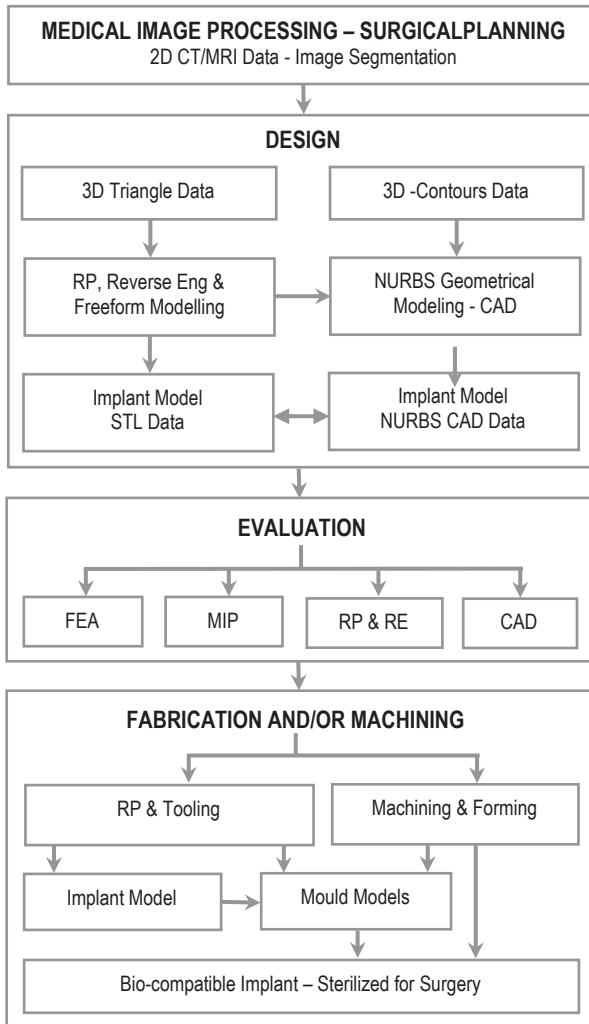 MEDICAL IMAGE PROCESSING – SURGICALPLANNING
2D CT/MRI Data - Image Segmentation
DESIGN
3D Triangle Data
3D -Contours Data
RP, Reverse Eng &
Freeform Modelling
NURBS Geometrical
Modeling - CAD
Implant Model
STL Data
Implant Model
NURBS CAD Data
EVALUATION
FEA
MIP
RP & RE
CAD
FABRICATION AND/OR MACHINING
RP & Tooling
Machining & Forming
Implant Model
Mould Models
Bio-compatible Implant – Sterilized for Surgery